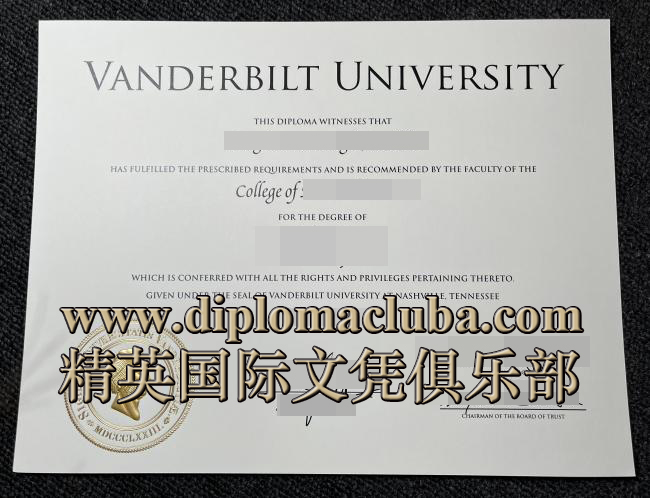 VANDERBILT UNIVERSITY
THIS DIPLOMA WITNESSES THAT
HAS FULFILLED THE PRESCRIBED REQUIREMENTS AND IS RECOMMENDED BY THE FACULTY OF THE
College of
FOR THE DEGREE OF
WHICH IS CONFERRED WITH ALL THE RIGHTS AND PRIVILEGES PERTAINING THERETO.
GIVEN UNDER THE SEAL OF VANDERBILT UNIVERSITY AT NASHVILLE, TENNESSEE
www.diplomacluba.com
精英国际文凭俱乐部
MDCCCLXXIII.
CHAIRMAN OF THE BOARD OF TRUST